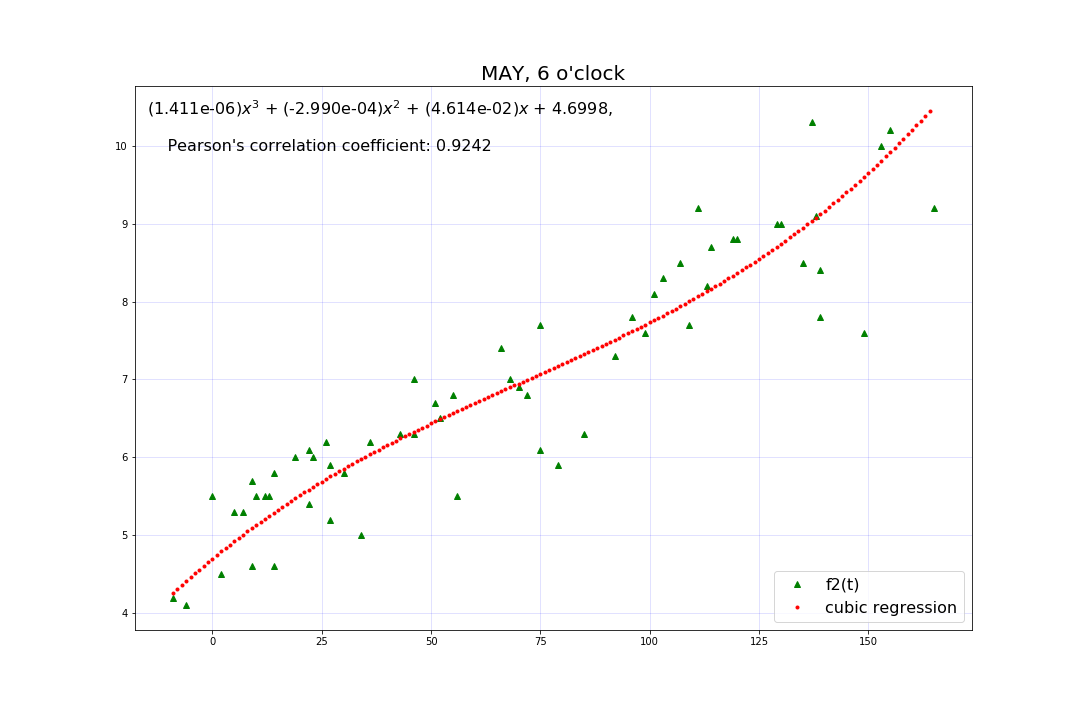 MAY, 6 o'clock
(1.411e-06)x³ + (-2.990e-04)x² + (4.614e-02)x + 4.6998,
Pearson's correlation coefficient: 0.9242
10
9
8
7
6
5
4
f2(t)
cubic regression
0 25 50 75 100 125 150